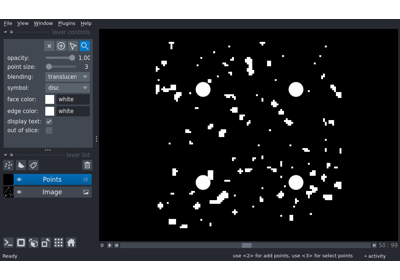 File View Window Plugins Help
layer controls
opacity: 1.00
point size: 3
blending: translucen
symbol: disc
face color: white
edge color: white
display text: ✓
out of slice:
layer list
Points
Image
0 50 99
Ready use <2> for add points, use <3> for select points activity